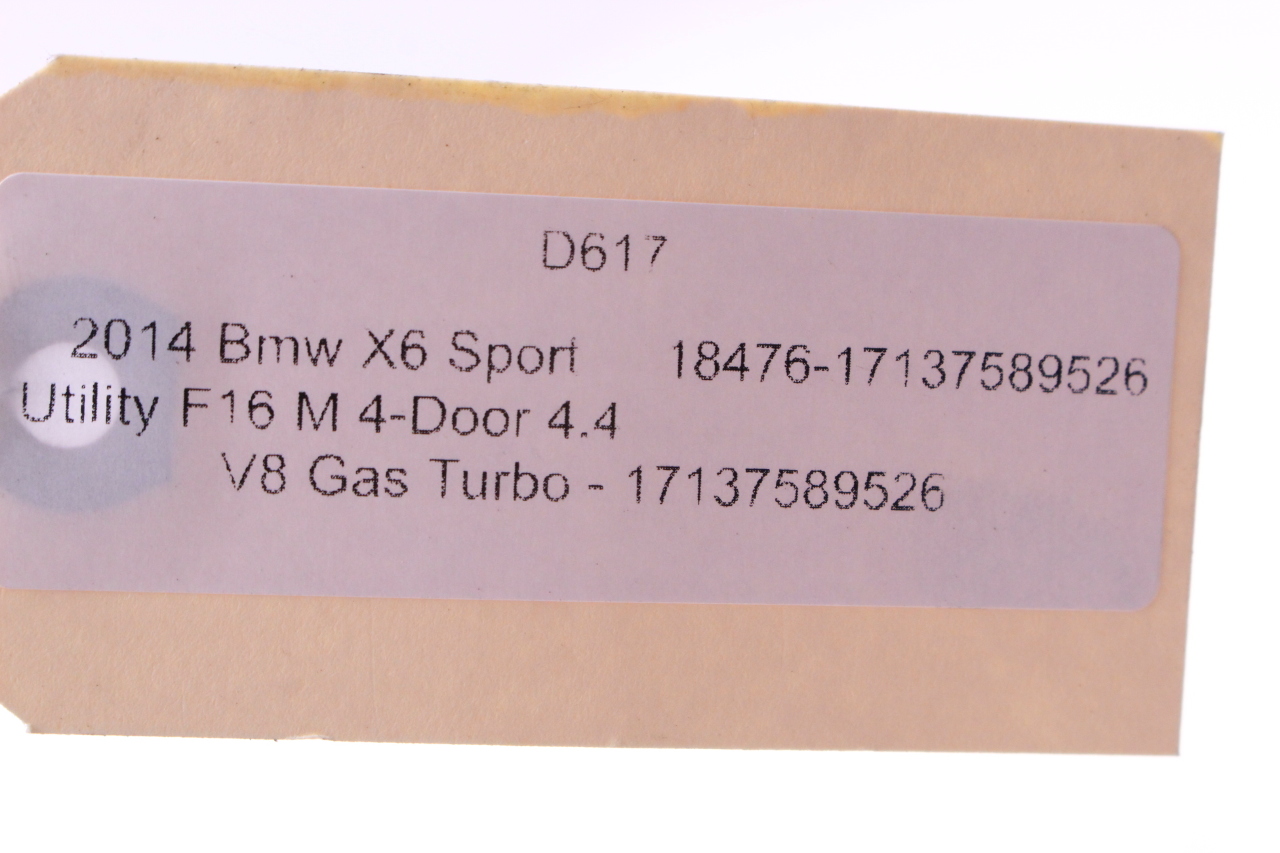 D617
2014 Bmw X6 Sport 18476-17137589526
Utility F16 M 4-Door 4.4
V8 Gas Turbo - 17137589526